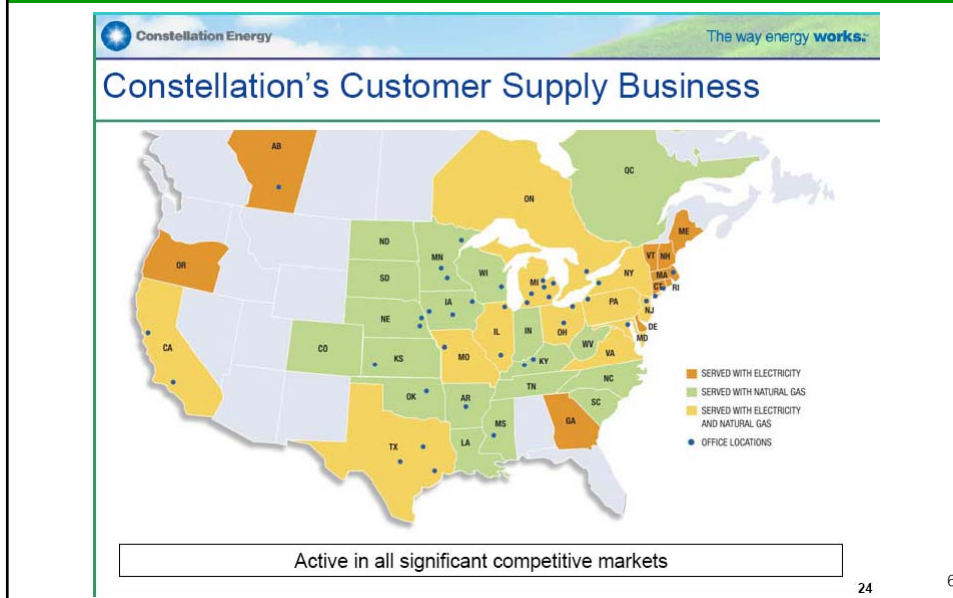 Constellation Energy
The way energy works.
Constellation's Customer Supply Business
AB
QC
ON
ME
ND
MN
VT NH
OR
WI
NY
MA
SD
MI
CT
RI
IA
PA
NJ
NE
IL
IN
OH
DE
MD
CO
WV
CA
KS
MO
VA
KY
SERVED WITH ELECTRICITY
TN
NC
SERVED WITH NATURAL GAS
OK
AR
SC
SERVED WITH ELECTRICITY
AND NATURAL GAS
MS
GA
OFFICE LOCATIONS
TX
LA
Active in all significant competitive markets
24
6